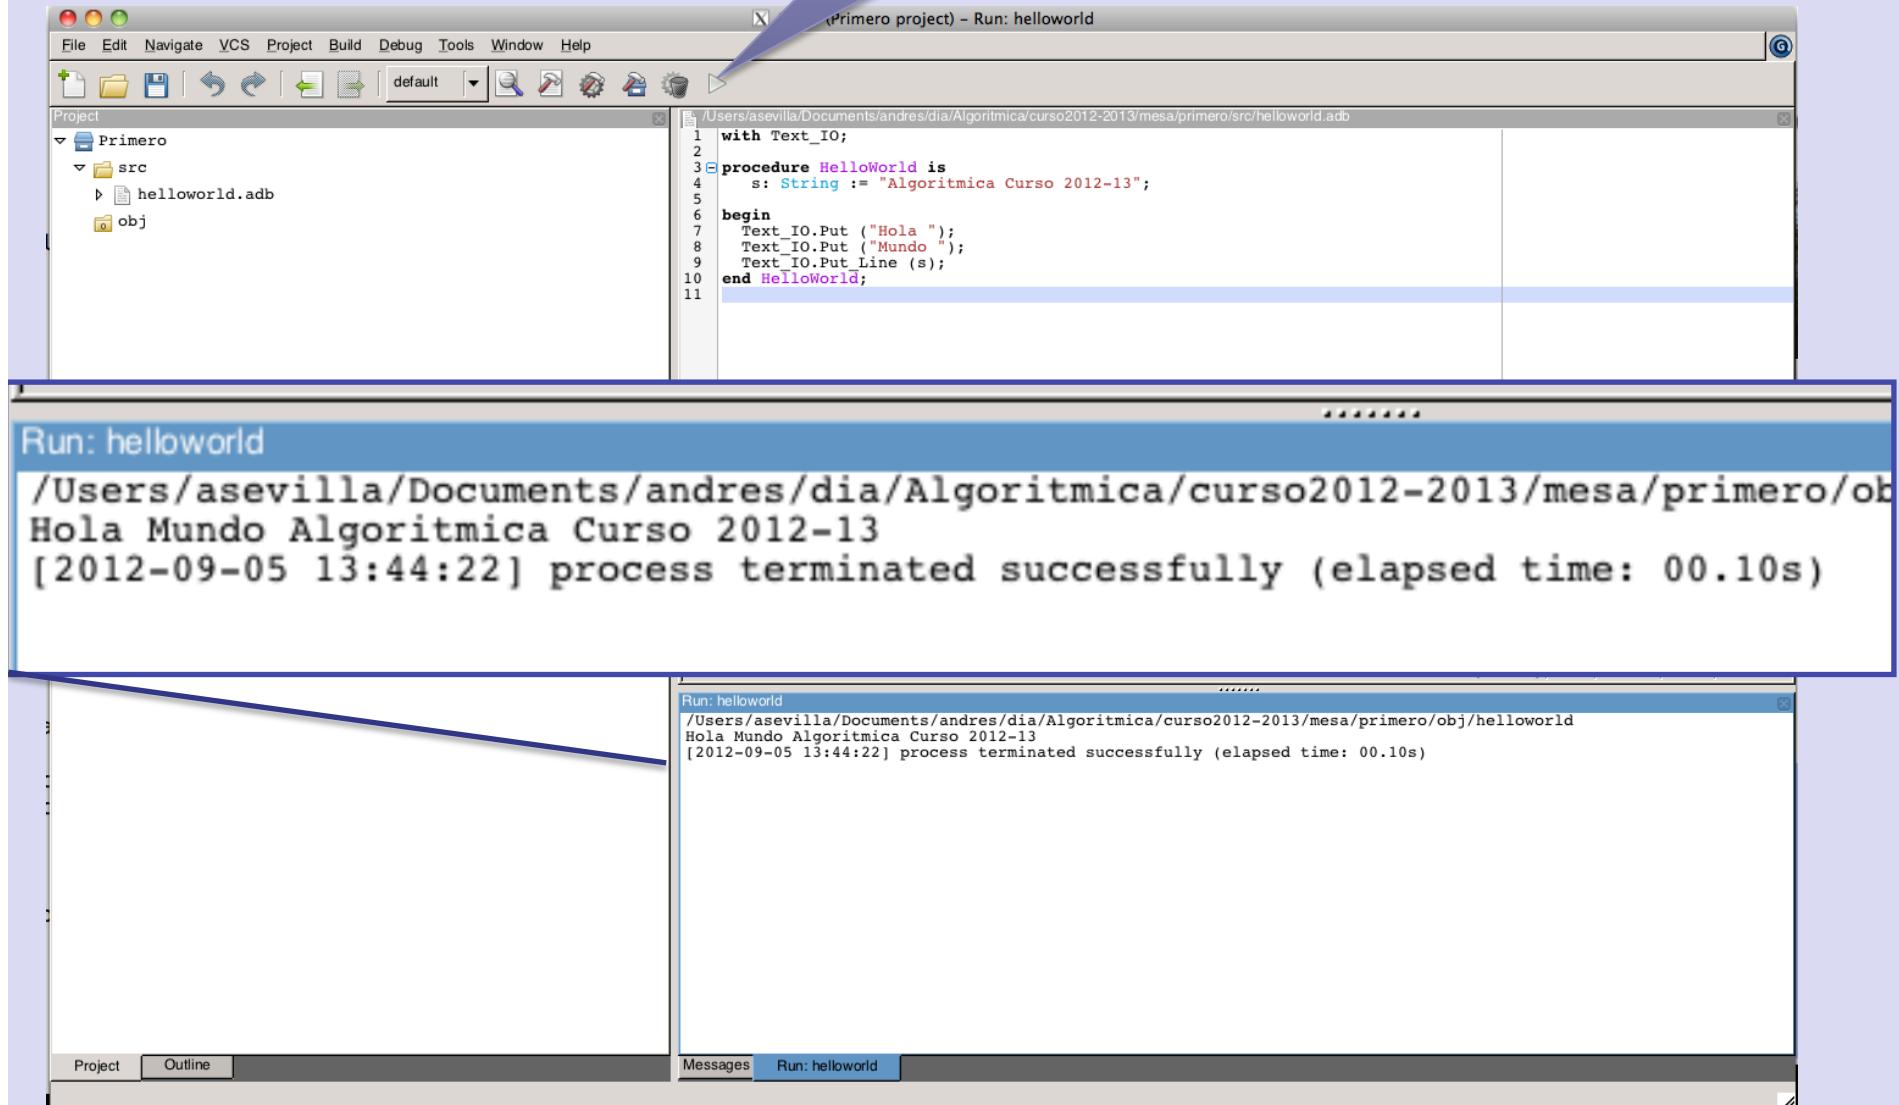 (Primero project) – Run: helloworld
File Edit Navigate VCS Project Build Debug Tools Window Help
default
Project
Primero
src
helloworld.adb
obj
/Users/asevilla/Documents/andres/dia/Algoritmica/curso2012-2013/mesa/primero/src/helloworld.adb
1 with Text_IO;
2
3 procedure HelloWorld is
4 s: String := "Algoritmica Curso 2012-13";
5
6 begin
7 Text_IO.Put ("Hola ");
8 Text_IO.Put ("Mundo ");
9 Text_IO.Put_Line (s);
10 end HelloWorld;
11
Run: helloworld
/Users/asevilla/Documents/andres/dia/Algoritmica/curso2012-2013/mesa/primero/ob
Hola Mundo Algoritmica Curso 2012-13
[2012-09-05 13:44:22] process terminated successfully (elapsed time: 00.10s)
Run: helloworld
/Users/asevilla/Documents/andres/dia/Algoritmica/curso2012-2013/mesa/primero/obj/helloworld
Hola Mundo Algoritmica Curso 2012-13
[2012-09-05 13:44:22] process terminated successfully (elapsed time: 00.10s)
Project Outline
Messages Run: helloworld